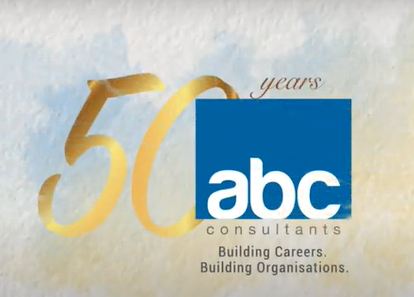 50 years
abc
consultants
Building Careers.
Building Organisations.